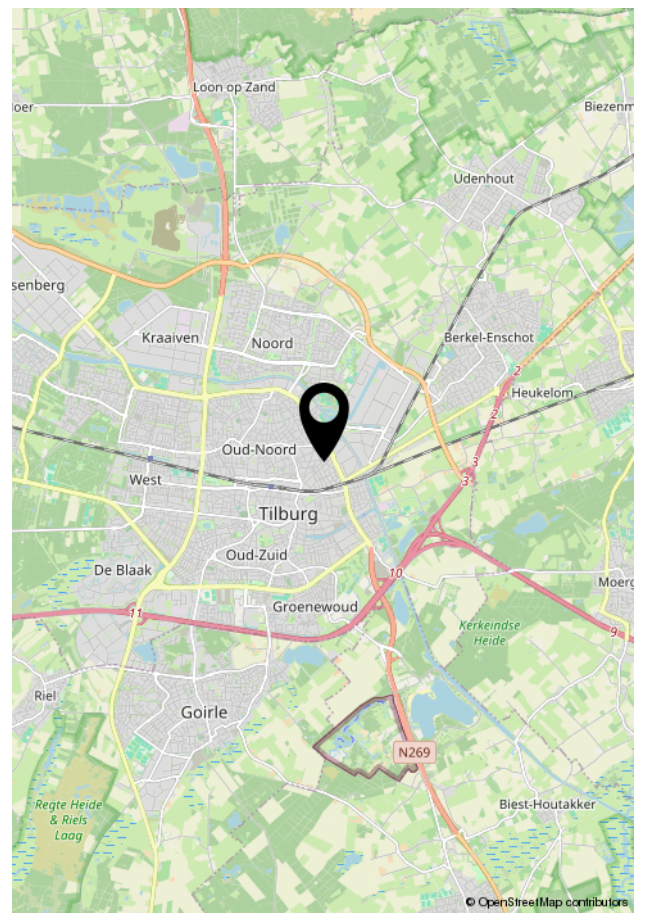 Loon op Zand
oer
Biezenm
Udenhout
senberg
Kraaiven
Noord
Berkel-Enschot
2
Heukelom
2
Oud-Noord
3
West
3
Tilburg
Oud-Zuid
De Blaak
10
Moerg
Groenewoud
11
Kerkeindse
Heide
9
Riel
Goirle
N269
Regte Heide
& Riels
Laag
Biest-Houtakker
© OpenStreetMap contributors